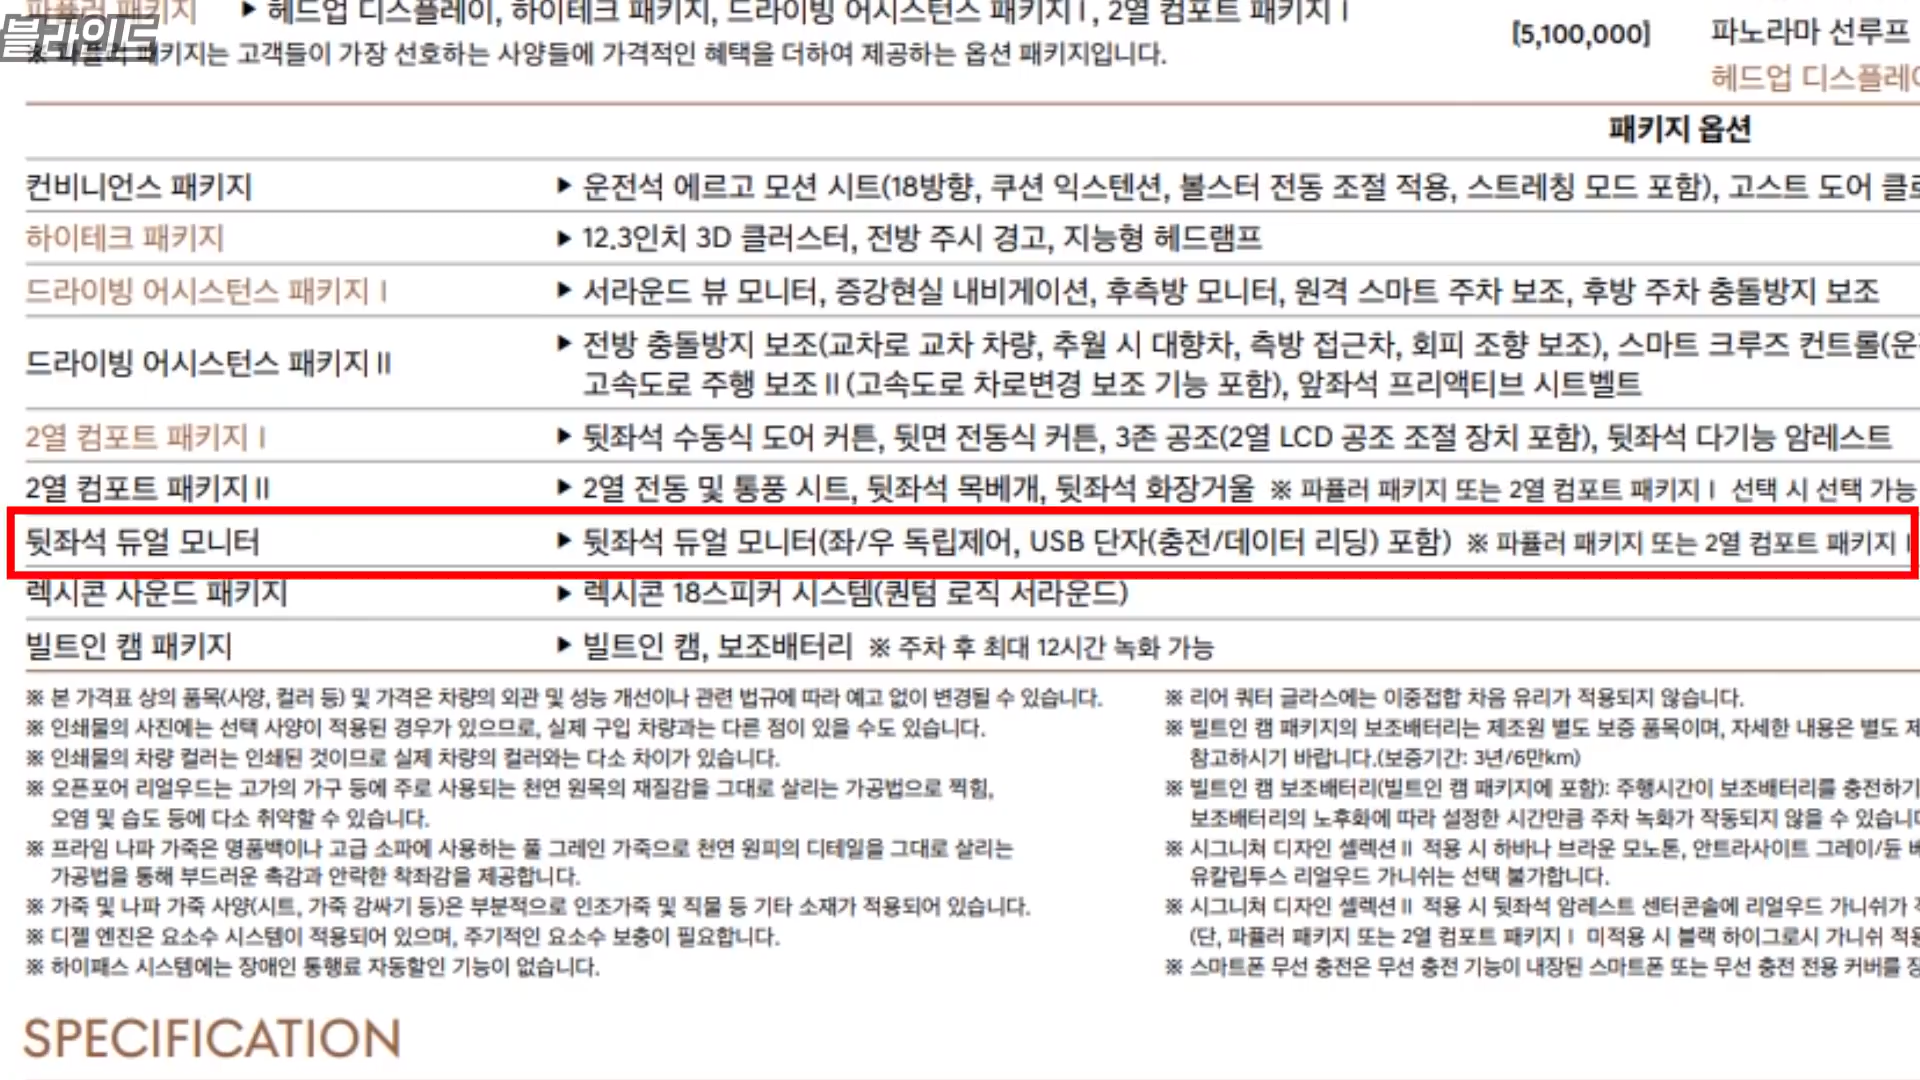 블라인드
파퓰러 패키지 ▶ 헤드업 디스플레이, 하이테크 패키지, 드라이빙 어시스턴스 패키지 I, 2열 컴포트 패키지 I
※ 파퓰러 패키지는 고객들이 가장 선호하는 사양들에 가격적인 혜택을 더하여 제공하는 옵션 패키지입니다.
[5,100,000]
파노라마 선루프
헤드업 디스플레이
패키지 옵션
컨비니언스 패키지 ▶ 운전석 에르고 모션 시트(18방향, 쿠션 익스텐션, 볼스터 전동 조절 적용, 스트레칭 모드 포함), 고스트 도어 클로
하이테크 패키지 ▶ 12.3인치 3D 클러스터, 전방 주시 경고, 지능형 헤드램프
드라이빙 어시스턴스 패키지 I ▶ 서라운드 뷰 모니터, 증강현실 내비게이션, 후측방 모니터, 원격 스마트 주차 보조, 후방 주차 충돌방지 보조
드라이빙 어시스턴스 패키지 II ▶ 전방 충돌방지 보조(교차로 교차 차량, 추월 시 대향차, 측방 접근차, 회피 조향 보조), 스마트 크루즈 컨트롤(운
고속도로 주행 보조 II (고속도로 차로변경 보조 기능 포함), 앞좌석 프리액티브 시트벨트
2열 컴포트 패키지 I ▶ 뒷좌석 수동식 도어 커튼, 뒷면 전동식 커튼, 3존 공조(2열 LCD 공조 조절 장치 포함), 뒷좌석 다기능 암레스트
2열 컴포트 패키지 II ▶ 2열 전동 및 통풍 시트, 뒷좌석 목베개, 뒷좌석 화장거울 ※ 파퓰러 패키지 또는 2열 컴포트 패키지 I 선택 시 선택 가능
뒷좌석 듀얼 모니터 ▶ 뒷좌석 듀얼 모니터(좌/우 독립제어, USB 단자(충전/데이터 리딩) 포함) ※ 파퓰러 패키지 또는 2열 컴포트 패키지 I
렉시콘 사운드 패키지 ▶ 렉시콘 18스피커 시스템(퀀텀 로직 서라운드)
빌트인 캠 패키지 ▶ 빌트인 캠, 보조배터리 ※ 주차 후 최대 12시간 녹화 가능
※ 본 가격표 상의 품목(사양, 컬러 등) 및 가격은 차량의 외관 및 성능 개선이나 관련 법규에 따라 예고 없이 변경될 수 있습니다.
※ 인쇄물의 사진에는 선택 사양이 적용된 경우가 있으므로, 실제 구입 차량과는 다른 점이 있을 수도 있습니다.
※ 인쇄물의 차량 컬러는 인쇄된 것이므로 실제 차량의 컬러와는 다소 차이가 있습니다.
※ 오픈포어 리얼우드는 고가의 가구 등에 주로 사용되는 천연 원목의 재질감을 그대로 살리는 가공법으로 찍힘,
오염 및 습도 등에 다소 취약할 수 있습니다.
※ 프라임 나파 가죽은 명품백이나 고급 소파에 사용하는 풀 그레인 가죽으로 천연 원피의 디테일을 그대로 살리는
가공법을 통해 부드러운 촉감과 안락한 착좌감을 제공합니다.
※ 가죽 및 나파 가죽 사양(시트, 가죽 감싸기 등)은 부분적으로 인조가죽 및 직물 등 기타 소재가 적용되어 있습니다.
※ 디젤 엔진은 요소수 시스템이 적용되어 있으며, 주기적인 요소수 보충이 필요합니다.
※ 하이패스 시스템에는 장애인 통행료 자동할인 기능이 없습니다.
※ 리어 쿼터 글라스에는 이중접합 차음 유리가 적용되지 않습니다.
※ 빌트인 캠 패키지의 보조배터리는 제조원 별도 보증 품목이며, 자세한 내용은 별도 제
참고하시기 바랍니다.(보증기간: 3년/6만km)
※ 빌트인 캠 보조배터리(빌트인 캠 패키지에 포함): 주행시간이 보조배터리를 충전하기
보조배터리의 노후화에 따라 설정한 시간만큼 주차 녹화가 작동되지 않을 수 있습니다
※ 시그니쳐 디자인 셀렉션 II 적용 시 하바나 브라운 모노톤, 안트라사이트 그레이/듄 베
유칼립투스 리얼우드 가니쉬는 선택 불가합니다.
※ 시그니쳐 디자인 셀렉션 II 적용 시 뒷좌석 암레스트 센터콘솔에 리얼우드 가니쉬가 적
(단, 파퓰러 패키지 또는 2열 컴포트 패키지 I 미적용 시 블랙 하이그로시 가니쉬 적용
※ 스마트폰 무선 충전은 무선 충전 기능이 내장된 스마트폰 또는 무선 충전 전용 커버를 장
SPECIFICATION